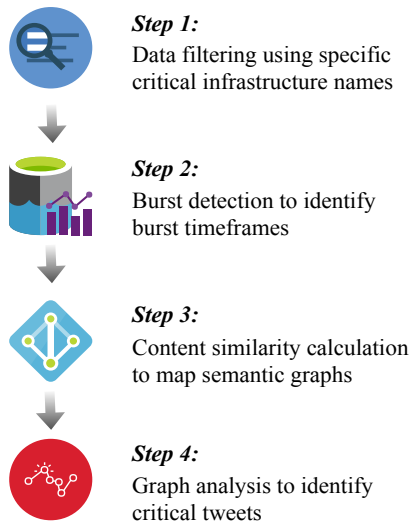 Step 1:
Data filtering using specific
critical infrastructure names
Step 2:
Burst detection to identify
burst timeframes
Step 3:
Content similarity calculation
to map semantic graphs
Step 4:
Graph analysis to identify
critical tweets